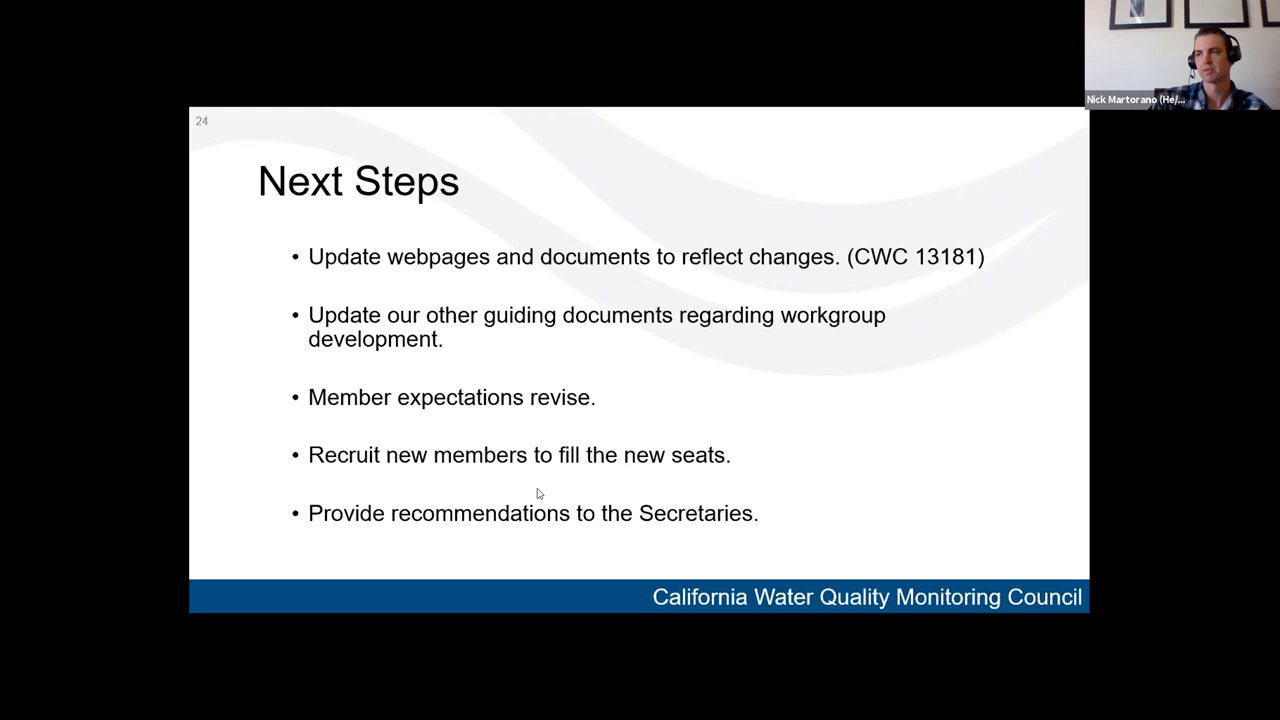 Nick Martorano (He/...
24
Next Steps
• Update webpages and documents to reflect changes. (CWC 13181)
• Update our other guiding documents regarding workgroup
development.
• Member expectations revise.
• Recruit new members to fill the new seats.
• Provide recommendations to the Secretaries.
California Water Quality Monitoring Council